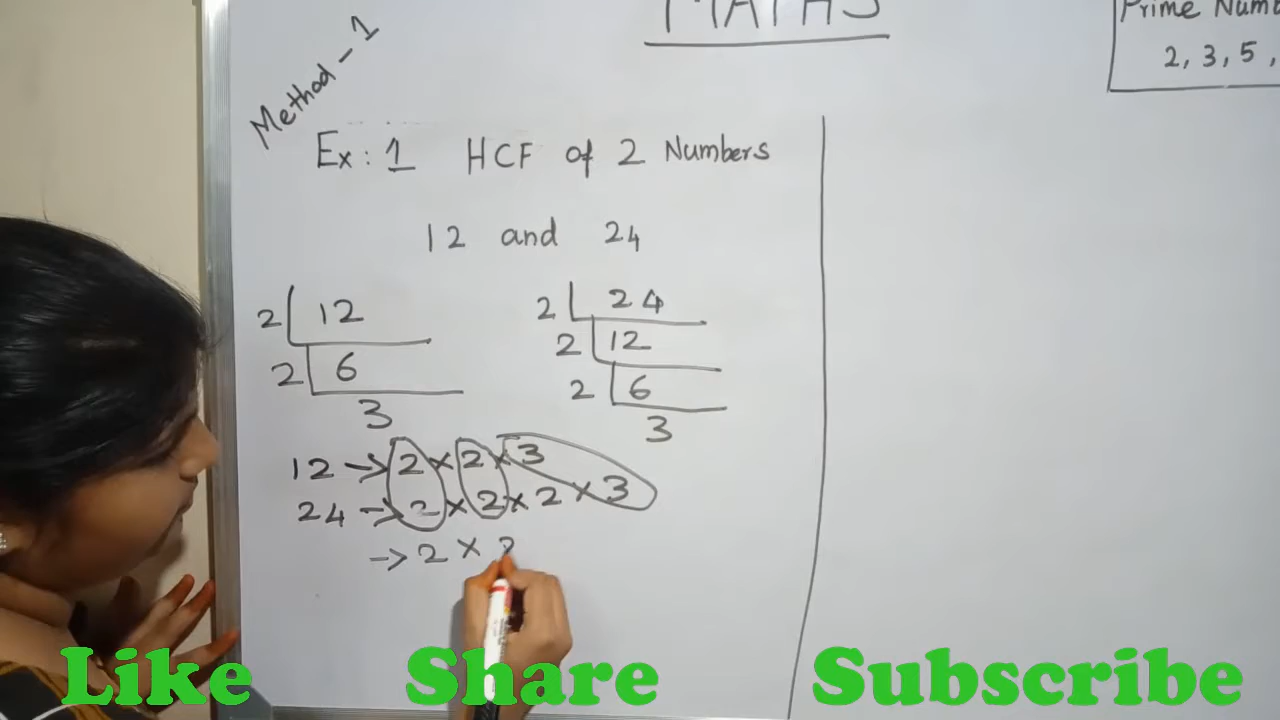 MATHS
Prime Num
2, 3, 5,
Method - 1
Ex: 1 HCF of 2 Numbers
12 and 24
2 12
2 6
3
2 24
2 12
2 6
3
12 → 2 × 2 × 3
24 → 2 × 2 × 2 × 3
→ 2 × 2
Like Share Subscribe